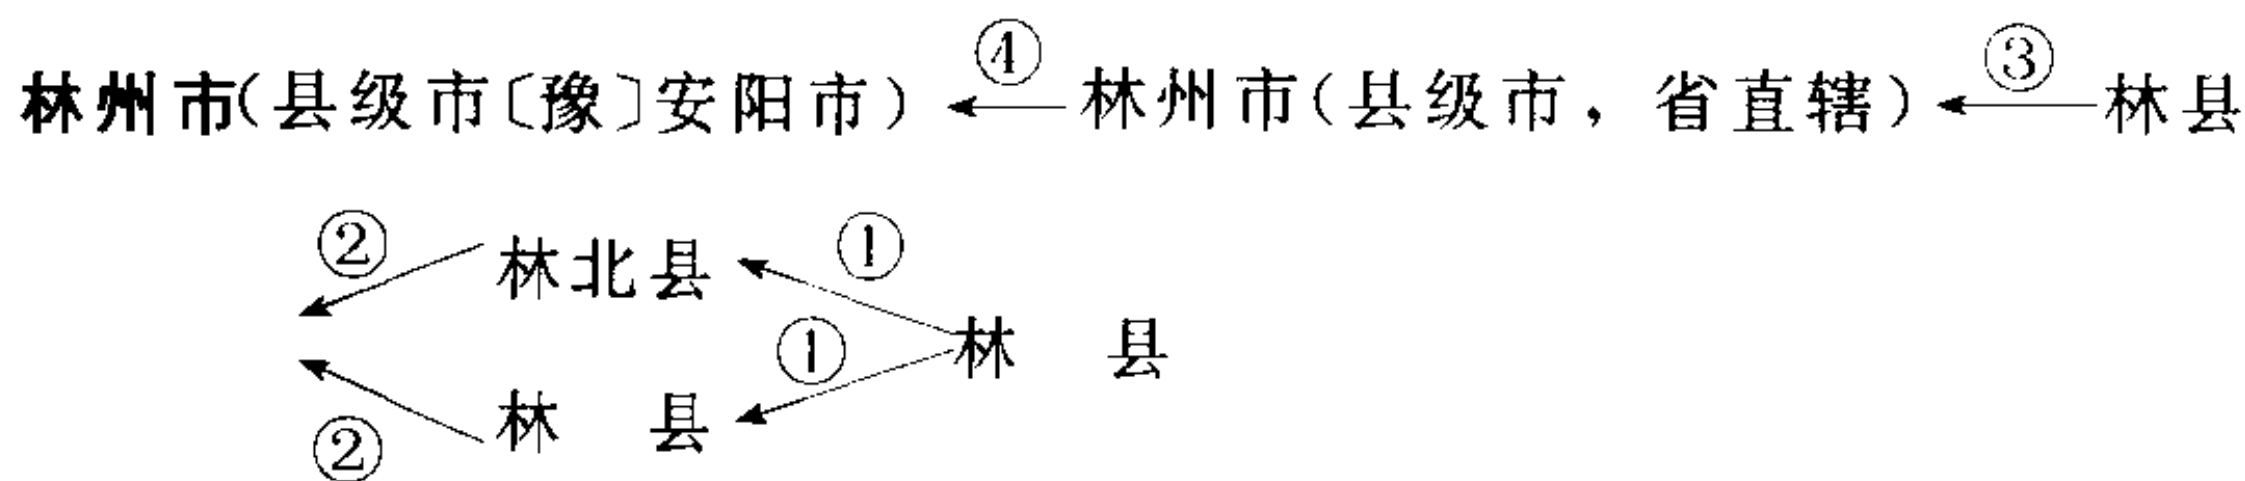 ④ ③
林州市(县级市〔豫〕安阳市) 林州市(县级市，省直辖) 林县
② 林北县 ①
① 林 县
② 林 县